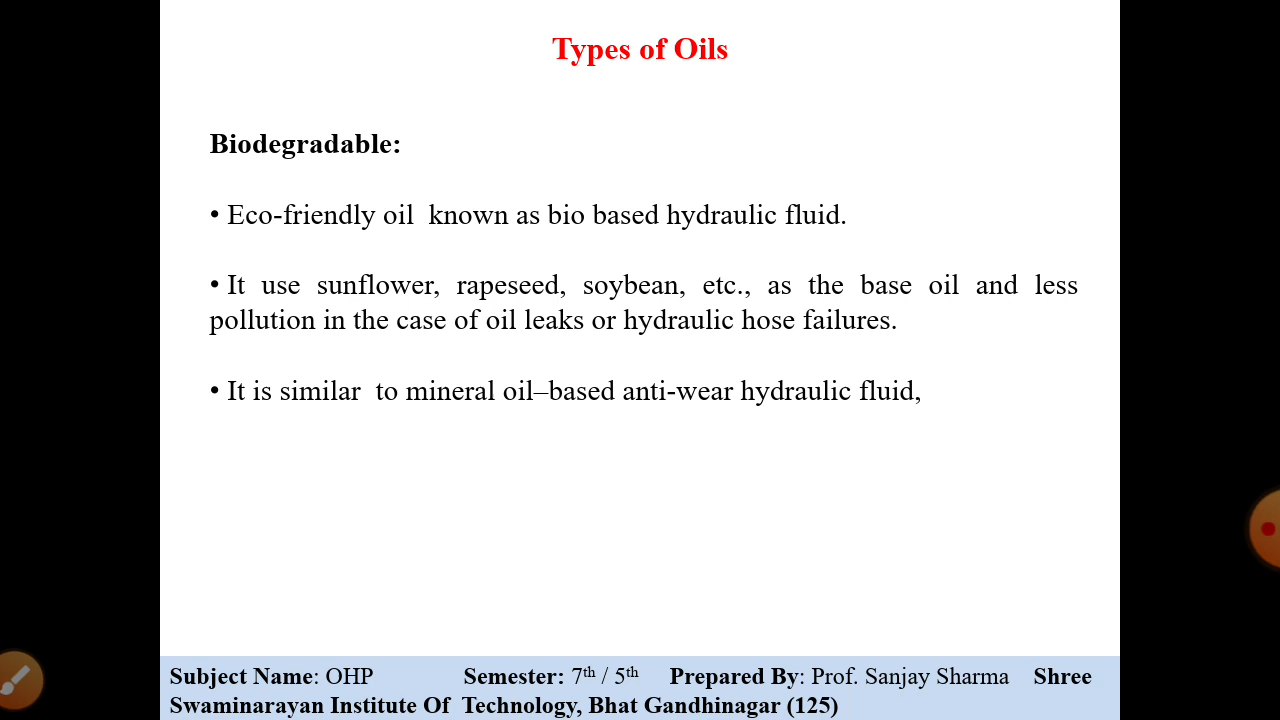 Types of Oils
Biodegradable:
• Eco-friendly oil  known as bio based hydraulic fluid.
• It use sunflower, rapeseed, soybean, etc., as the base oil and less
pollution in the case of oil leaks or hydraulic hose failures.
• It is similar  to mineral oil–based anti-wear hydraulic fluid,
Subject Name: OHP Semester: 7th / 5th Prepared By: Prof. Sanjay Sharma Shree
Swaminarayan Institute Of  Technology, Bhat Gandhinagar (125)